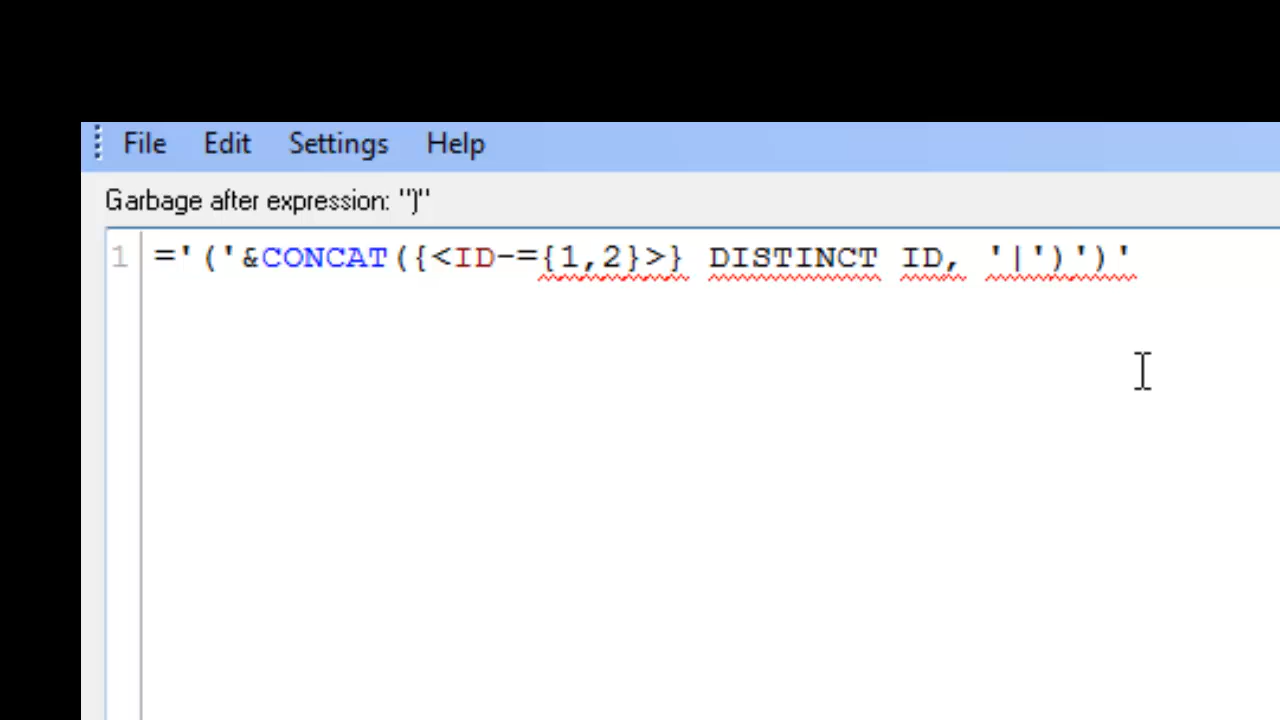 File Edit Settings Help
Garbage after expression: ")"
1 ='('&CONCAT({<ID-={1,2}>} DISTINCT ID, '|')')'